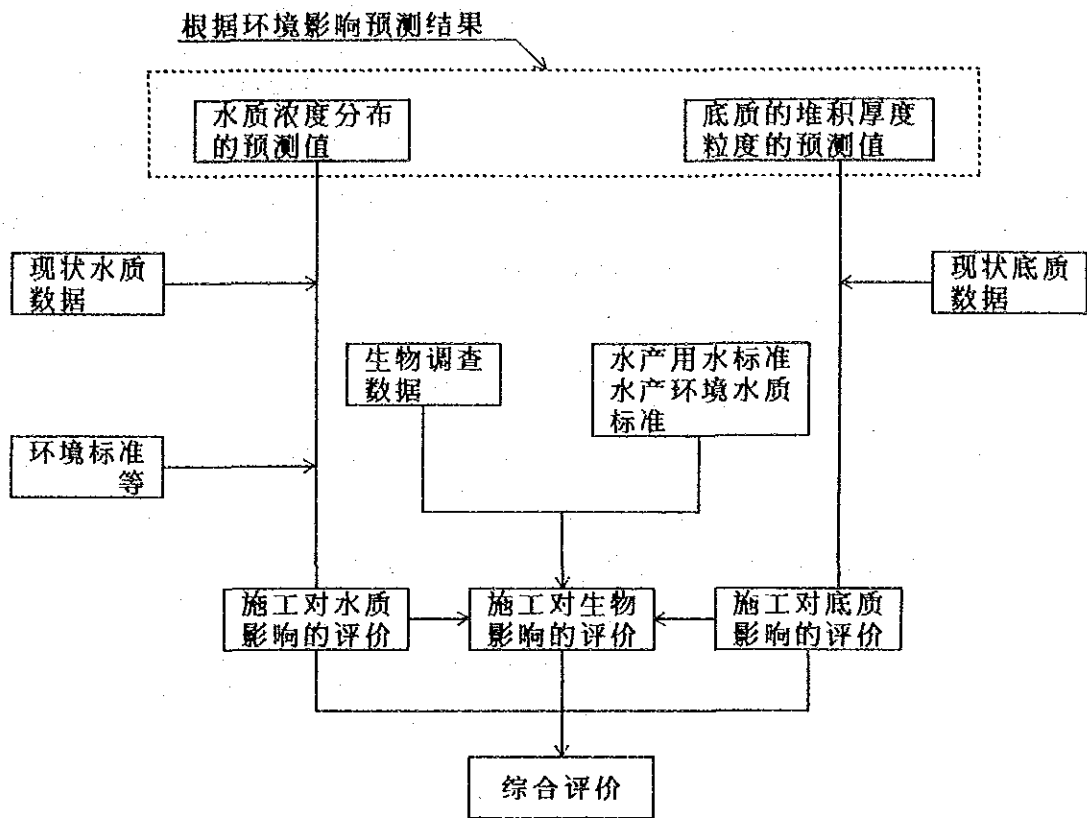 根据环境影响预测结果
水质浓度分布
的预测值
底质的堆积厚度
粒度的预测值
现状水质
数据
现状底质
数据
生物调查
数据
水产用水标准
水产环境水质
标准
环境标准
等
施工对水质
影响的评价
施工对生物
影响的评价
施工对底质
影响的评价
综合评价